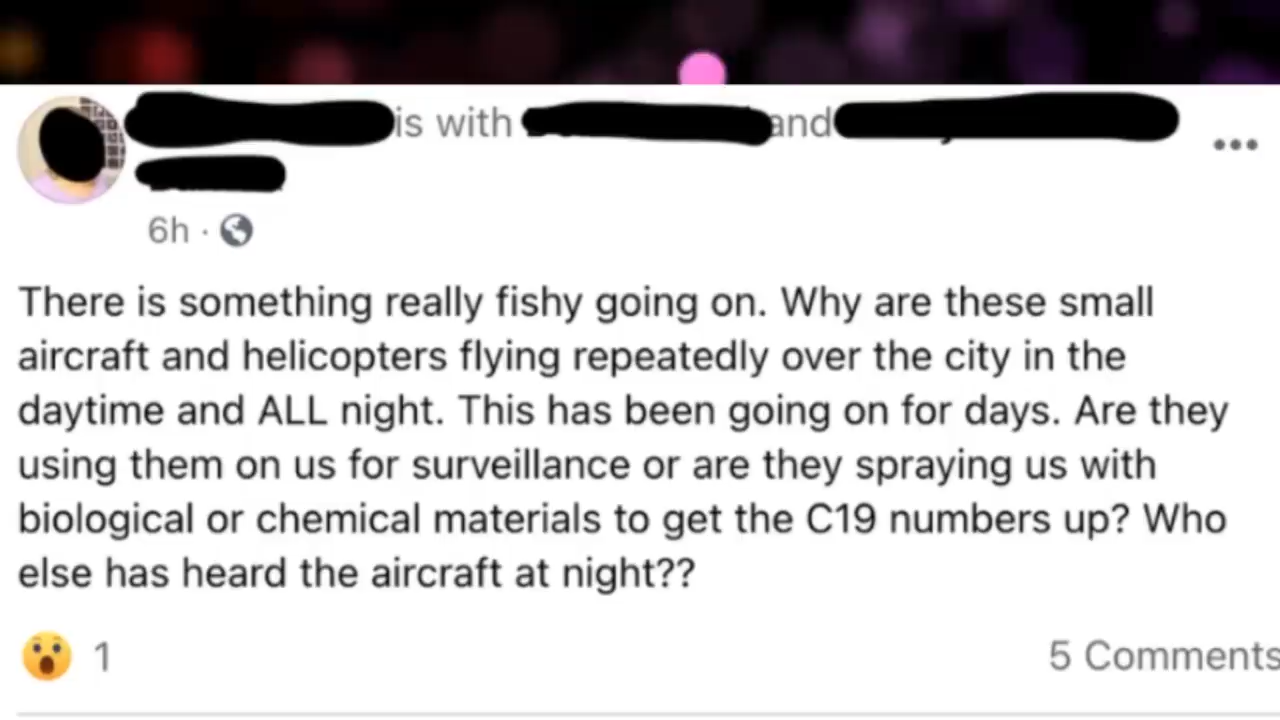 is with and
6h ·
There is something really fishy going on. Why are these small
aircraft and helicopters flying repeatedly over the city in the
daytime and ALL night. This has been going on for days. Are they
using them on us for surveillance or are they spraying us with
biological or chemical materials to get the C19 numbers up? Who
else has heard the aircraft at night??
1 5 Comments